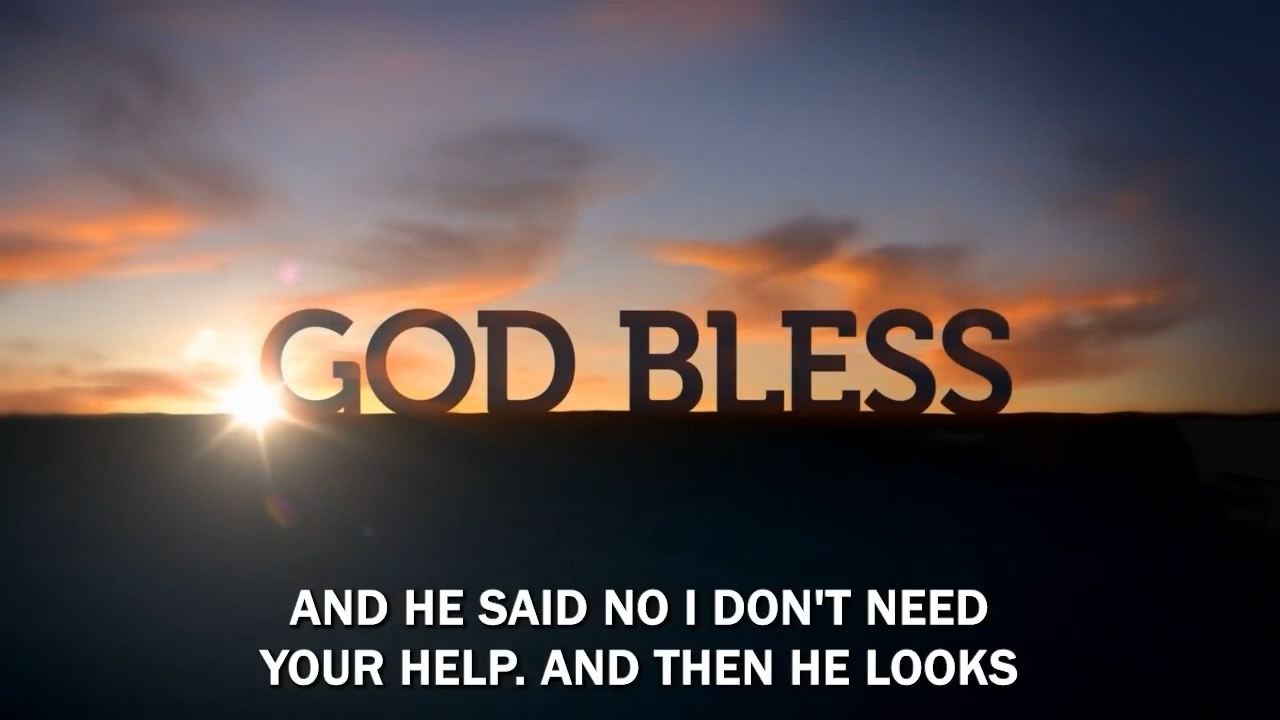 GOD BLESS
AND HE SAID NO I DON'T NEED
YOUR HELP. AND THEN HE LOOKS